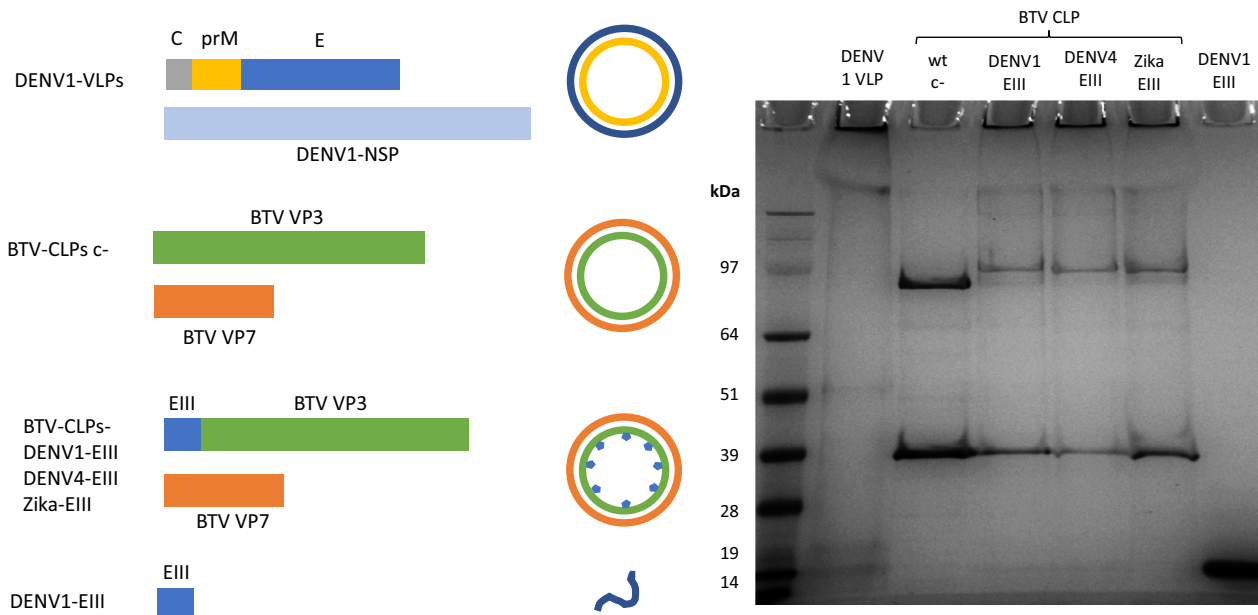 C prM E
DENV1-VLPs
DENV1-NSP
BTV VP3
BTV-CLPs c-
BTV VP7
EIII BTV VP3
BTV-CLPs-
DENV1-EIII
DENV4-EIII
Zika-EIII
BTV VP7
EIII
DENV1-EIII
BTV CLP
DENV
1 VLP
wt
c-
DENV1
EIII
DENV4
EIII
Zika
EIII
DENV1
EIII
kDa
97
64
51
39
28
19
14